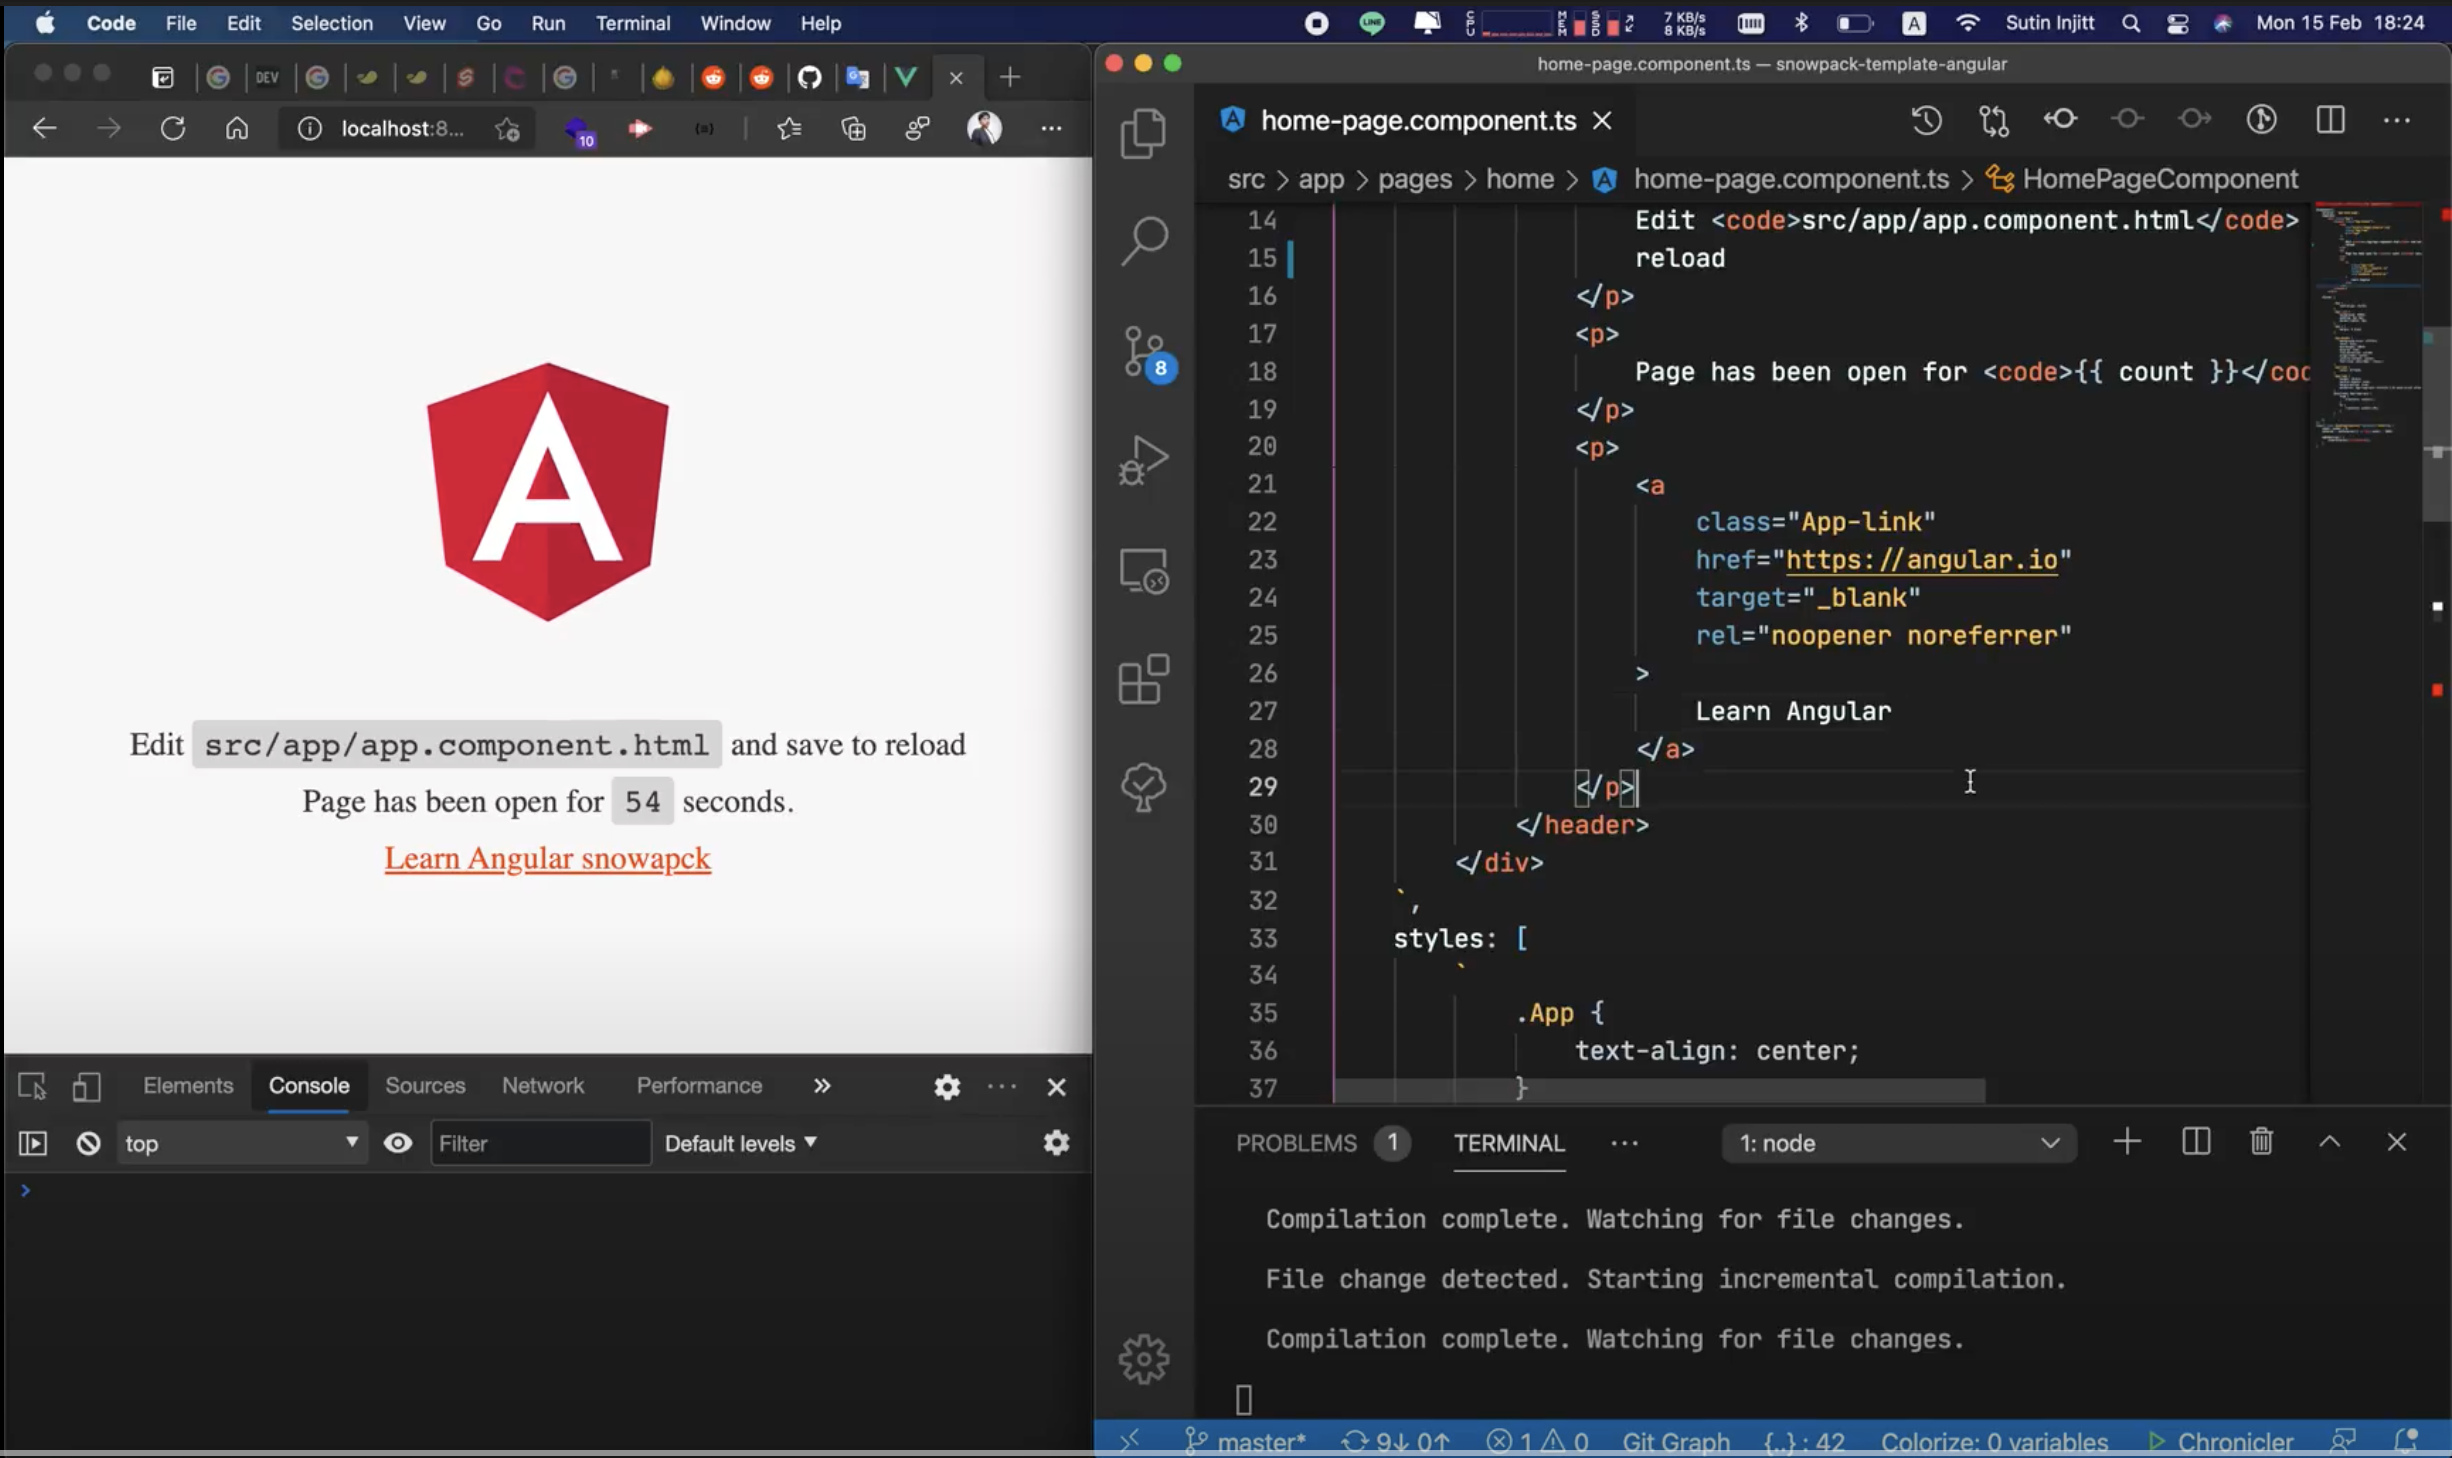 Code File Edit Selection View Go Run Terminal Window Help
7 KB/s
8 KB/s
A
Sutin Injitt
Mon 15 Feb 18:24
DEV
localhost:8...
10
Edit src/app/app.component.html and save to reload
Page has been open for 54 seconds.
Learn Angular snowapck
Elements Console Sources Network Performance
top
Filter
Default levels
home-page.component.ts — snowpack-template-angular
home-page.component.ts
src > app > pages > home > home-page.component.ts > HomePageComponent
8
14 Edit <code>src/app/app.component.html</code>
15 reload
16 </p>
17 <p>
18 Page has been open for <code>{{ count }}</cod
19 </p>
20 <p>
21 <a
22 class="App-link"
23 href="https://angular.io"
24 target="_blank"
25 rel="noopener noreferrer"
26 >
27 Learn Angular
28 </a>
29 </p>
30 </header>
31 </div>
32 `,
33 styles: [
34 `
35 .App {
36 text-align: center;
37 }
PROBLEMS 1 TERMINAL ··· 1: node
Compilation complete. Watching for file changes.
File change detected. Starting incremental compilation.
Compilation complete. Watching for file changes.
master* 9↓ 0↑ 1 0 Git Graph {..} : 42 Colorize: 0 variables Chronicler